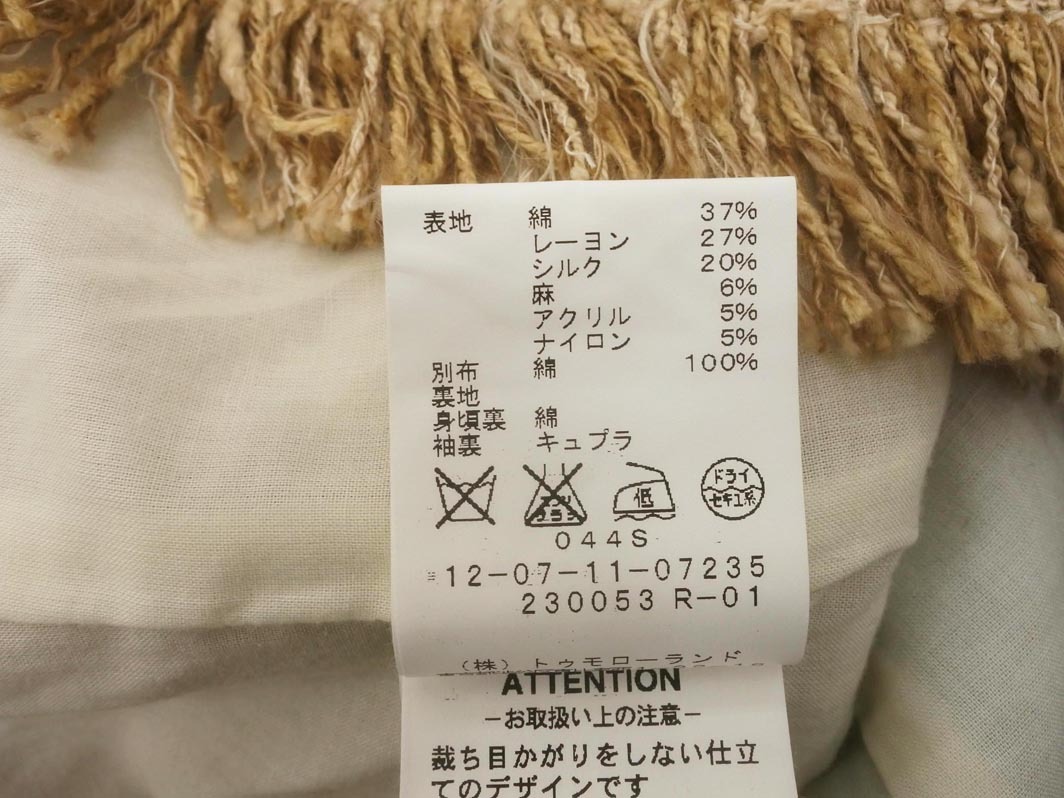 表地 綿 37%
レーヨン 27%
シルク 20%
麻 6%
アクリル 5%
ナイロン 5%
別布 綿 100%
裏地
身頃裏 綿
袖裏 キュプラ
低
ドライ
セキユ系
044S
12-07-11-07235
230053 R-01
(株)トゥモローランド
ATTENTION
-お取扱い上の注意-
裁ち目かがりをしない仕立
てのデザインです